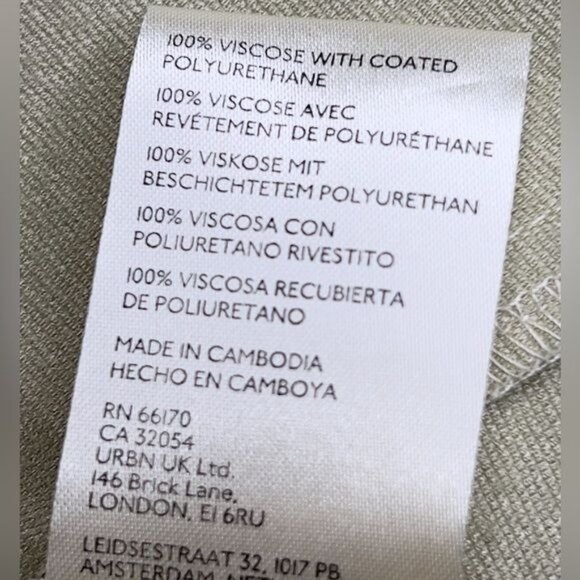 100% VISCOSE WITH COATED
POLYURETHANE
100% VISCOSE AVEC
REVÉTEMENT DE POLYURÉTHANE
100% VISKOSE MIT
BESCHICHTETEM POLYURETHAN
100% VISCOSA CON
POLIURETANO RIVESTITO
100% VISCOSA RECUBIERTA
DE POLIURETANO
MADE IN CAMBODIA
HECHO EN CAMBOYA
RN 66170
CA 32054
URBN UK Ltd.
146 Brick Lane,
LONDON, E1 6RU
LEIDSESTRAAT 32, 1017 PB
AMSTERDAM,